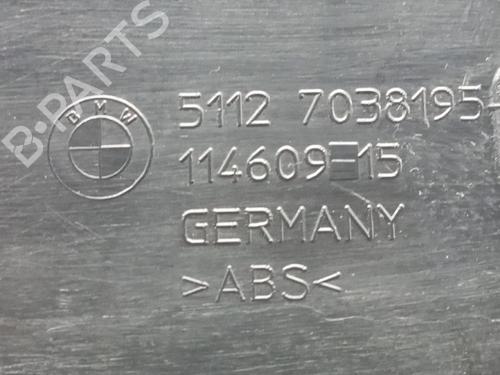 B-PARTS
BMW
5112 7038195
114609-15
GERMANY
>ABS<